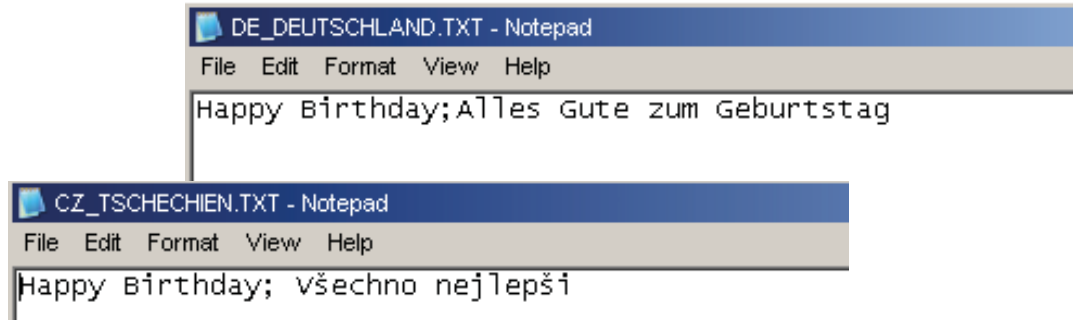 DE_DEUTSCHLAND.TXT - Notepad
File Edit Format View Help
Happy Birthday;Alles Gute zum Geburtstag
CZ_TSCHECHIEN.TXT - Notepad
File Edit Format View Help
Happy Birthday; Všechno nejlepši